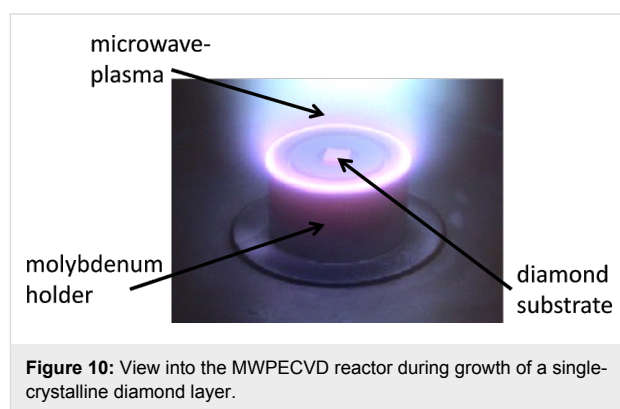 microwave-
plasma
molybdenum
holder
diamond
substrate
Figure 10: View into the MWPECVD reactor during growth of a single-
crystalline diamond layer.